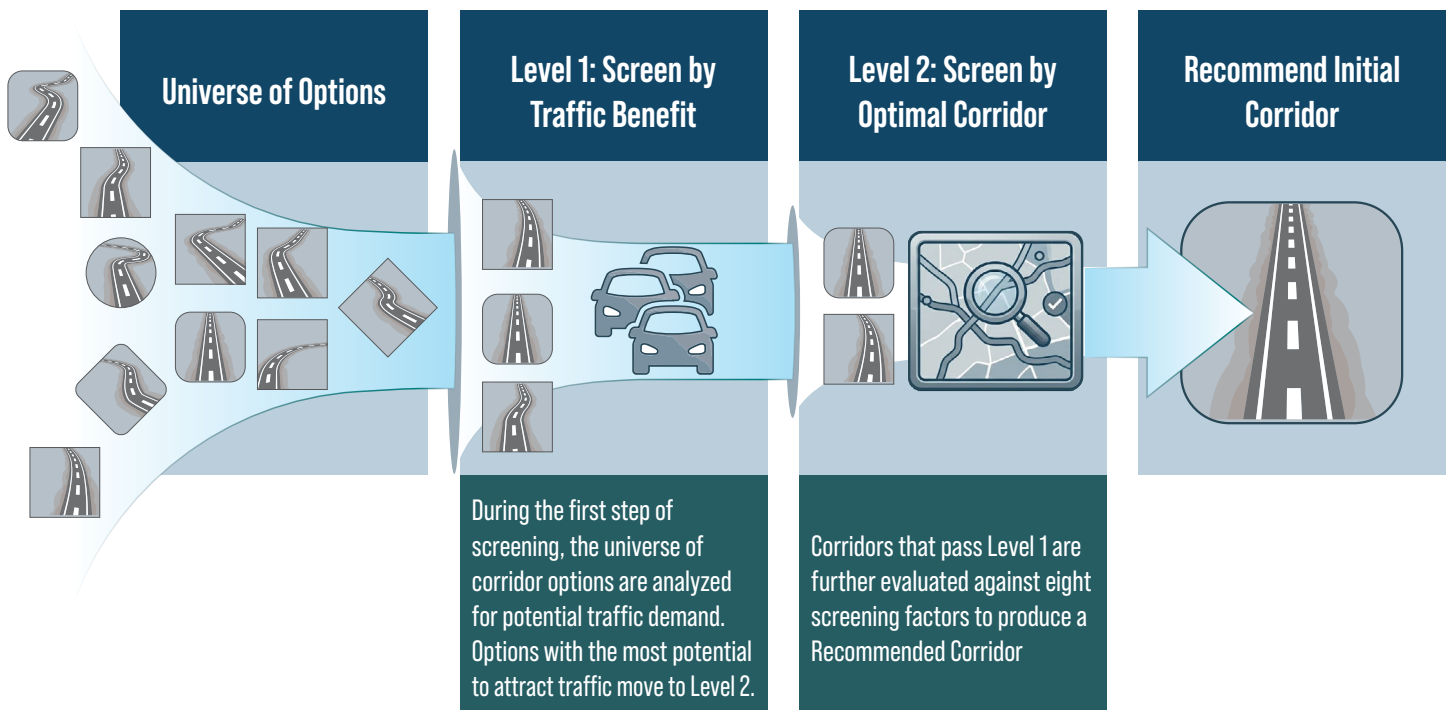 Universe of Options
Level 1: Screen by
Traffic Benefit
Level 2: Screen by
Optimal Corridor
Recommend Initial
Corridor
During the first step of
screening, the universe of
corridor options are analyzed
for potential traffic demand.
Options with the most potential
to attract traffic move to Level 2.
Corridors that pass Level 1 are
further evaluated against eight
screening factors to produce a
Recommended Corridor